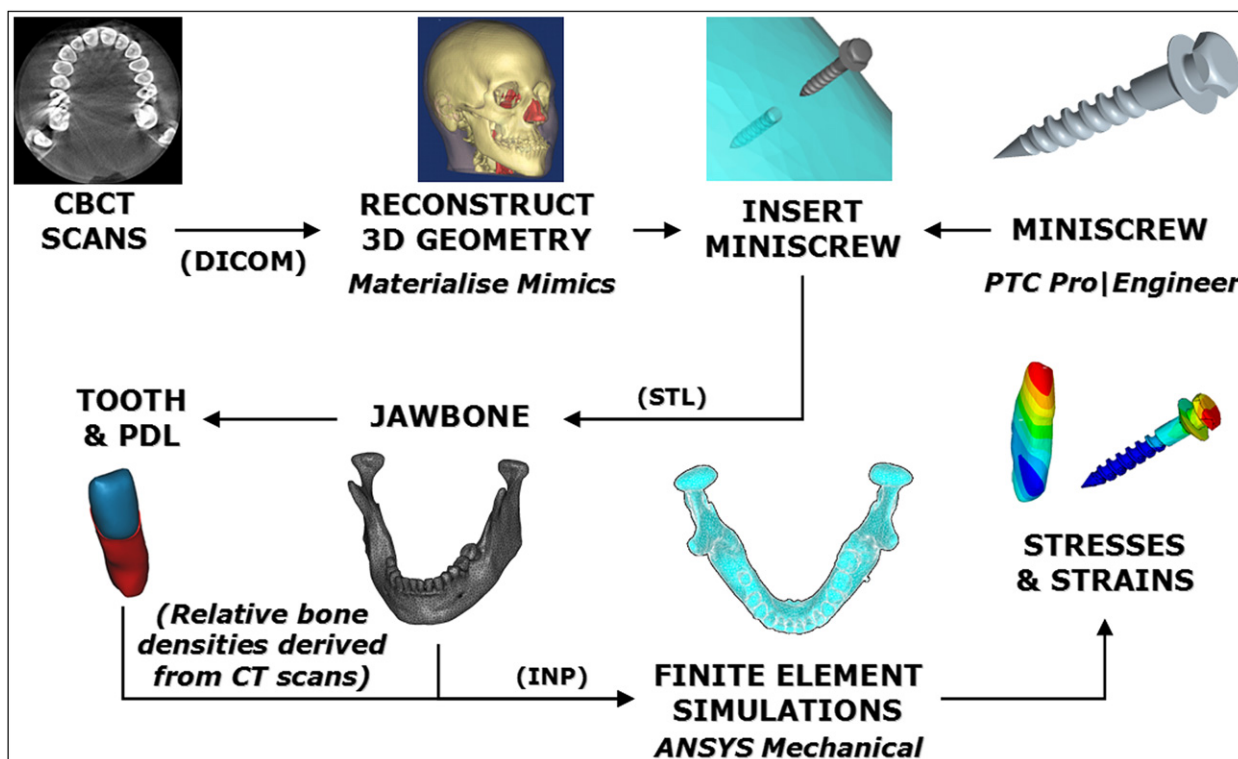 CBCT
SCANS
(DICOM)
RECONSTRUCT
3D GEOMETRY
Materialise Mimics
INSERT
MINISCREW
MINISCREW
PTC Pro|Engineer
(STL)
JAWBONE
TOOTH
& PDL
(Relative bone
densities derived
from CT scans)
(INP)
FINITE ELEMENT
SIMULATIONS
ANSYS Mechanical
STRESSES
& STRAINS